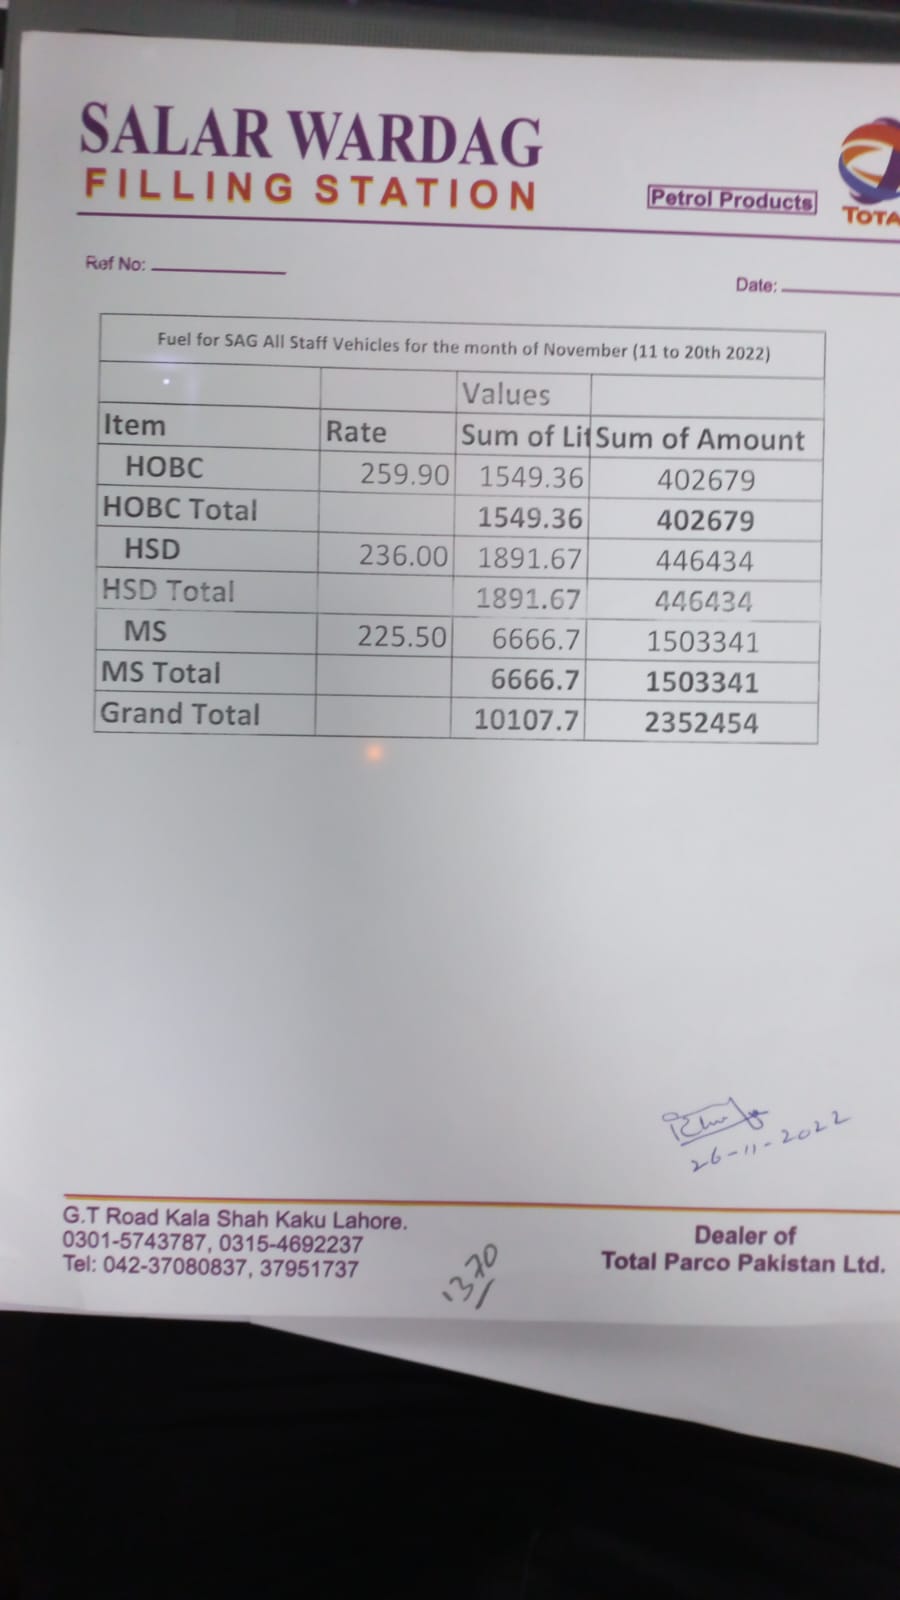 SALAR WARDAG
FILLING STATION
Petrol Products
TOTA
Ref No:
Date:
Fuel for SAG All Staff Vehicles for the month of November (11 to 20th 2022)
Values
Item Rate Sum of Lit Sum of Amount
HOBC 259.90 1549.36 402679
HOBC Total 1549.36 402679
HSD 236.00 1891.67 446434
HSD Total 1891.67 446434
MS 225.50 6666.7 1503341
MS Total 6666.7 1503341
Grand Total 10107.7 2352454
26-11-2022
G.T Road Kala Shah Kaku Lahore.
0301-5743787, 0315-4692237
Tel: 042-37080837, 37951737
1370
Dealer of
Total Parco Pakistan Ltd.